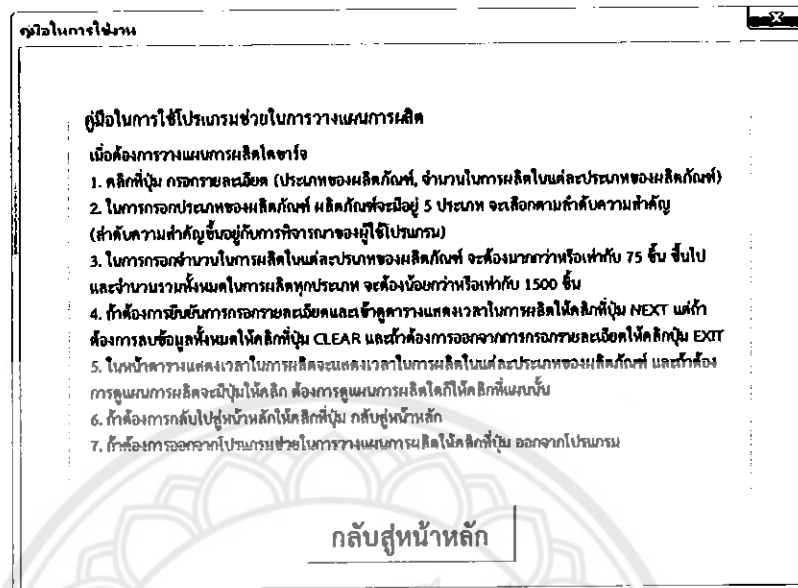 คู่มือในการใช้งาน
X
คู่มือในการใช้โปรแกรมช่วยในการวางแผนการผลิต
เมื่อต้องการวางแผนการผลิตไดชาร์จ
1. คลิกที่ปุ่ม กรอกรายละเอียด (ประเภทของผลิตภัณฑ์, จำนวนในการผลิตในแต่ละประเภทของผลิตภัณฑ์)
2. ในการกรอกประเภทของผลิตภัณฑ์ ผลิตภัณฑ์จะมีอยู่ 5 ประเภท จะเลือกตามลำดับความสำคัญ
(ลำดับความสำคัญขึ้นอยู่กับการพิจารณาของผู้ใช้โปรแกรม)
3. ในการกรอกจำนวนในการผลิตในแต่ละประเภทของผลิตภัณฑ์ จะต้องมากกว่าหรือเท่ากับ 75 ชิ้น ขึ้นไป
และจำนวนรวมทั้งหมดในการผลิตทุกประเภท จะต้องน้อยกว่าหรือเท่ากับ 1500 ชิ้น
4. ถ้าต้องการยืนยันการกรอกรายละเอียดและเข้าดูตารางแสดงเวลาในการผลิตให้คลิกที่ปุ่ม NEXT แต่ถ้า
ต้องการลบข้อมูลทั้งหมดให้คลิกที่ปุ่ม CLEAR และถ้าต้องการออกจากการกรอกรายละเอียดให้คลิกปุ่ม EXIT
5. ในหน้าตารางแสดงเวลาในการผลิตจะแสดงเวลาในการผลิตในแต่ละประเภทของผลิตภัณฑ์ และถ้าต้อง
การดูแผนการผลิตจะมีปุ่มให้คลิก ต้องการดูแผนการผลิตใดก็ให้คลิกที่แผนนั้น
6. ถ้าต้องการกลับไปสู่หน้าหลักให้คลิกที่ปุ่ม กลับสู่หน้าหลัก
7. ถ้าต้องการออกจากโปรแกรมช่วยในการวางแผนการผลิตให้คลิกที่ปุ่ม ออกจากโปรแกรม
กลับสู่หน้าหลัก